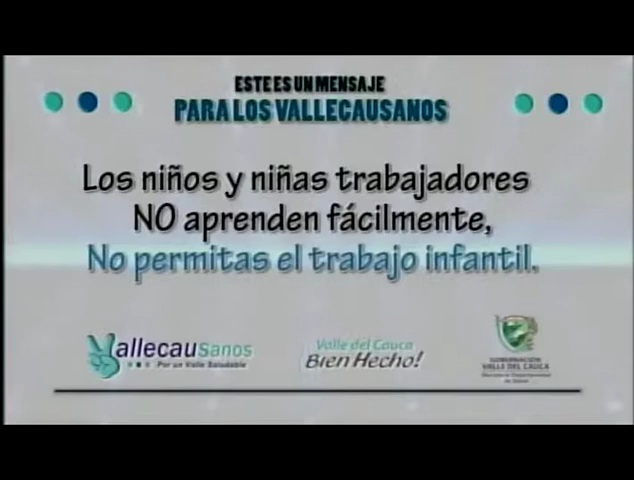 ESTE ES UN MENSAJE
PARA LOS VALLECAUSANOS
Los niños y niñas trabajadores
NO aprenden fácilmente,
No permitas el trabajo infantil.
Vallecausanos
Por un Valle Saludable
Valle del Cauca
Bien Hecho!
GOBERNACIÓN
VALLE DEL CAUCA